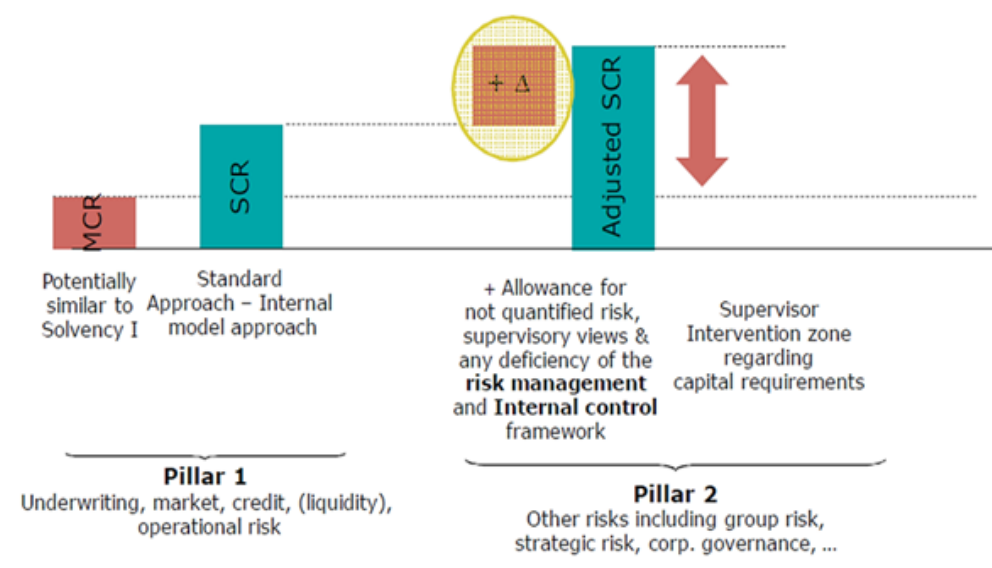 + Δ
MCR
SCR
Adjusted SCR
Potentially
similar to
Solvency I
Standard
Approach – Internal
model approach
+ Allowance for
not quantified risk,
supervisory views &
any deficiency of the
risk management
and Internal control
framework
Supervisor
Intervention zone
regarding
capital requirements
Pillar 1
Underwriting, market, credit, (liquidity),
operational risk
Pillar 2
Other risks including group risk,
strategic risk, corp. governance, ...